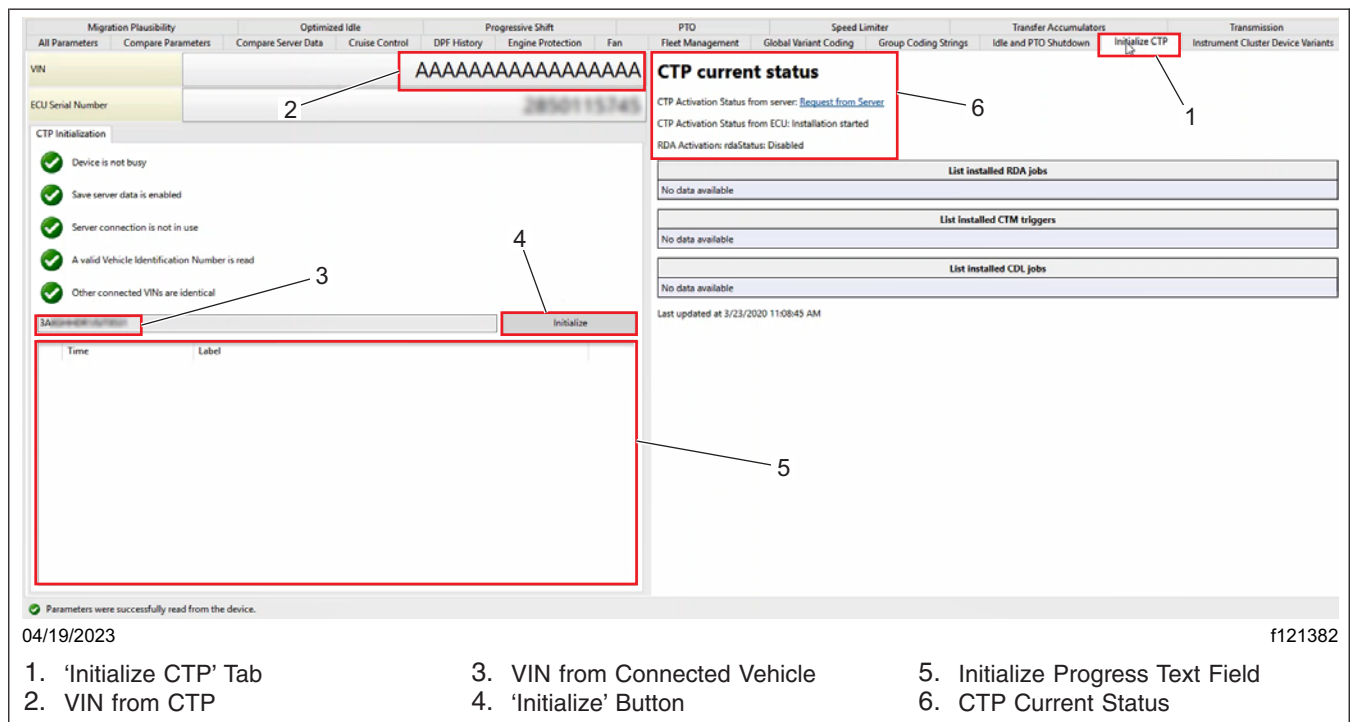 Migration Plausibility Optimized Idle Progressive Shift PTO Speed Limiter Transfer Accumulators Transmission
All Parameters Compare Parameters Compare Server Data Cruise Control DPF History Engine Protection Fan Fleet Management Global Variant Coding Group Coding Strings Idle and PTO Shutdown Initialize CTP Instrument Cluster Device Variants
VIN AAAAAAAAAAAAAAAAA
2
ECU Serial Number 2850115745
CTP Initialization
Device is not busy
Save server data is enabled
Server connection is not in use
A valid Vehicle Identification Number is read
Other connected VINs are identical
3
4
3A
Initialize
Time Label
5
Parameters were successfully read from the device.
CTP current status
CTP Activation Status from server: Request from Server
CTP Activation Status from ECU: Installation started
RDA Activation: rdaStatus: Disabled
6
1
List installed RDA jobs
No data available
List installed CTM triggers
No data available
List installed CDL jobs
No data available
Last updated at 3/23/2020 11:08:45 AM
04/19/2023 f121382
1. ‘Initialize CTP’ Tab
2. VIN from CTP
3. VIN from Connected Vehicle
4. ‘Initialize’ Button
5. Initialize Progress Text Field
6. CTP Current Status